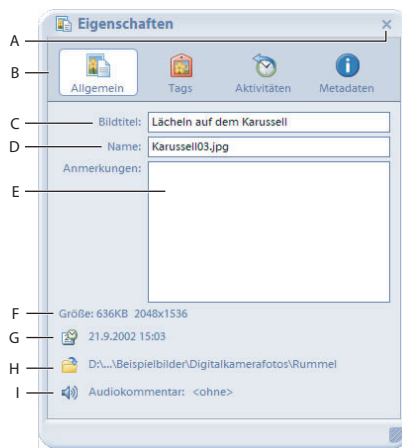 Eigenschaften
A
B
Allgemein Tags Aktivitäten Metadaten
C Bildtitel: Lächeln auf dem Karussell
D Name: Karussell03.jpg
Anmerkungen:
E
F Größe: 636KB 2048x1536
G 21.9.2002 15:03
H D:\...\Beispielbilder\Digitalkamerafotos\Rummel
I Audiokommentar: <ohne>